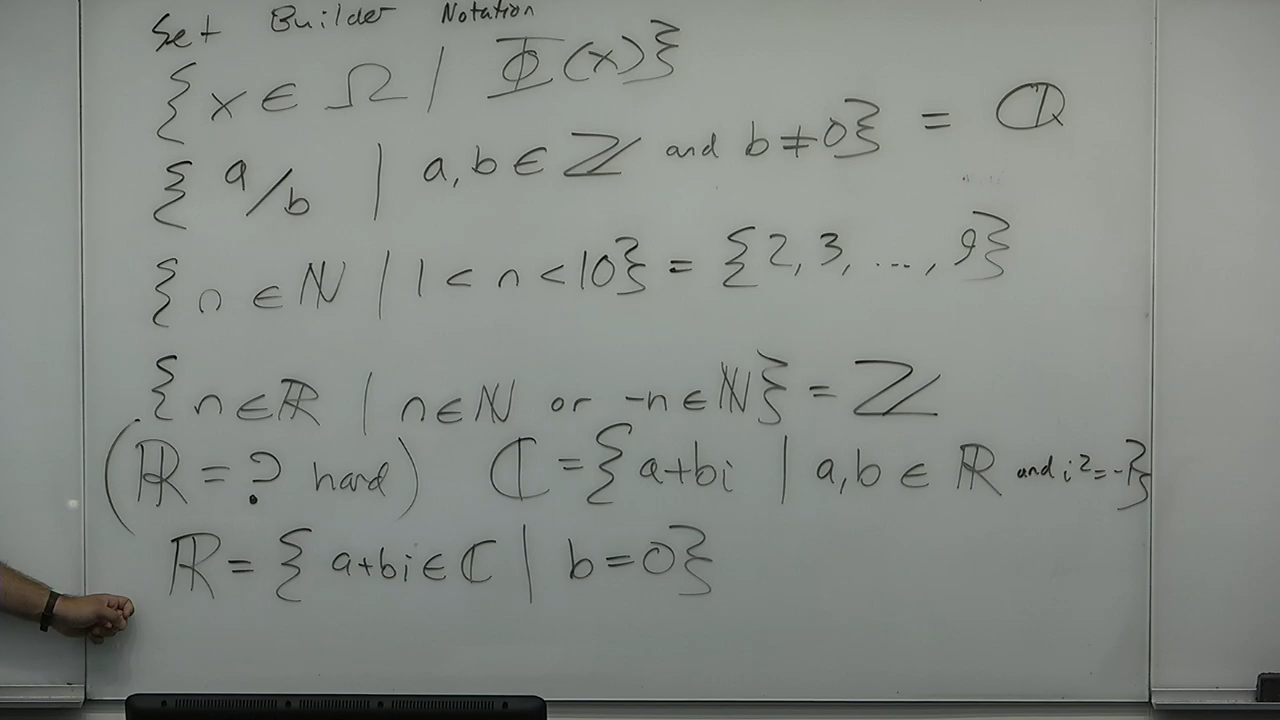 Set Builder Notation
{x ∈ Ω | Φ(x)}
{a/b | a, b ∈ ℤ and b ≠ 0} = ℚ
{n ∈ ℕ | 1 < n < 10} = {2, 3, ..., 9}
{n ∈ ℝ | n ∈ ℕ or -n ∈ ℕ} = ℤ
(ℝ = ? hard) ℂ = {a+bi | a, b ∈ ℝ and i² = -1}
ℝ = {a+bi ∈ ℂ | b = 0}